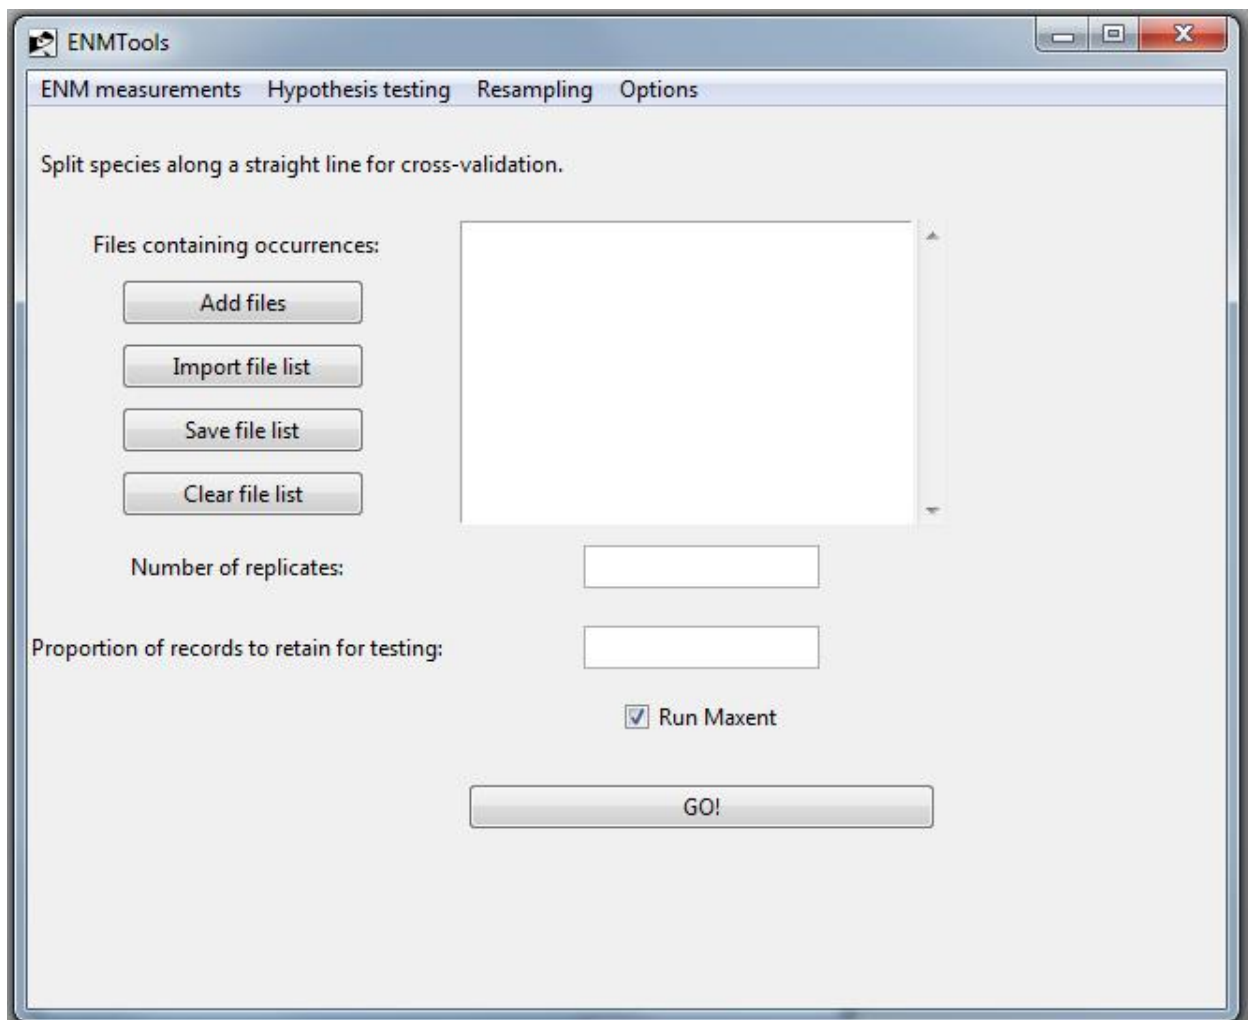 ENMTools
ENM measurements Hypothesis testing Resampling Options
Split species along a straight line for cross-validation.
Files containing occurrences:
Add files
Import file list
Save file list
Clear file list
Number of replicates:
Proportion of records to retain for testing:
Run Maxent
GO!